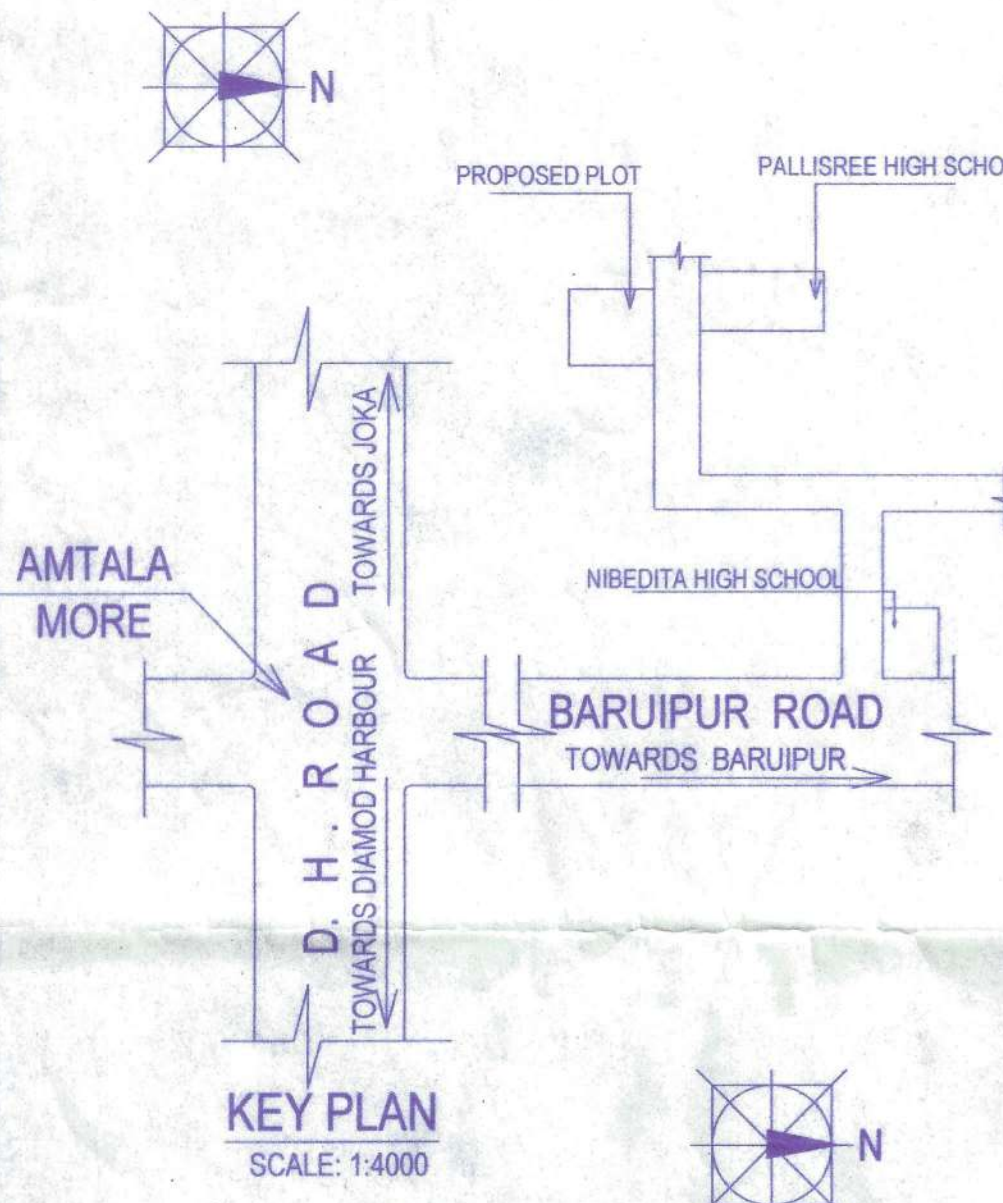 N
PROPOSED PLOT
PALLISREE HIGH SCHO
TOWARDS JOKA
AMTALA
MORE
NIBEDITA HIGH SCHOOL
D. H. ROAD
BARUIPUR ROAD
TOWARDS BARUIPUR
TOWARDS DIAMOD HARBOUR
KEY PLAN
SCALE: 1:4000
N